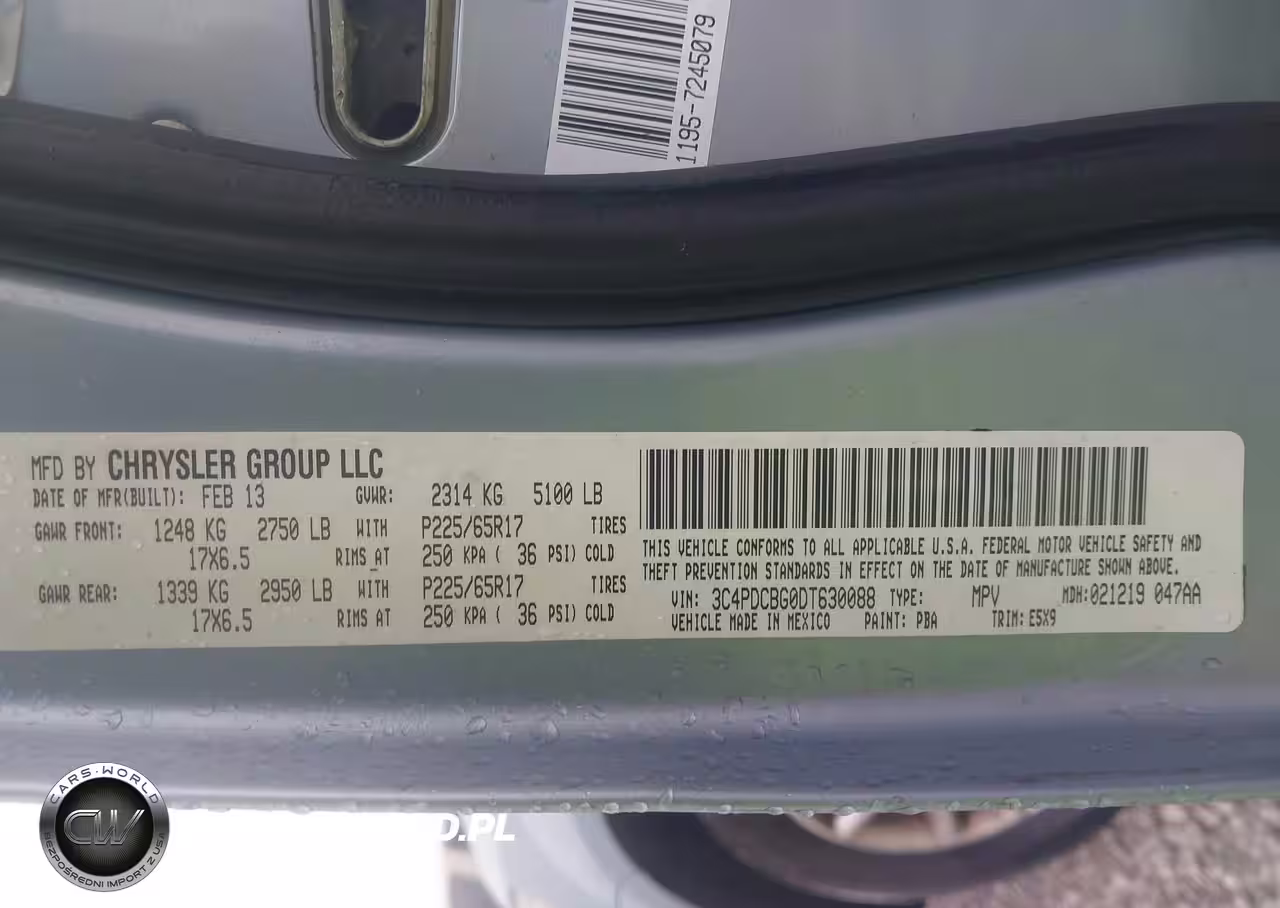 1195-7245079
MFD BY CHRYSLER GROUP LLC
DATE OF MFR(BUILT): FEB 13 GVWR: 2314 KG 5100 LB
GAWR FRONT: 1248 KG 2750 LB WITH P225/65R17 TIRES
17X6.5 RIMS AT 250 KPA ( 36 PSI) COLD
GAWR REAR: 1339 KG 2950 LB WITH P225/65R17 TIRES
17X6.5 RIMS AT 250 KPA ( 36 PSI) COLD
THIS VEHICLE CONFORMS TO ALL APPLICABLE U.S.A. FEDERAL MOTOR VEHICLE SAFETY AND
THEFT PREVENTION STANDARDS IN EFFECT ON THE DATE OF MANUFACTURE SHOWN ABOVE.
VIN: 3C4PDCBG0DT630088 TYPE: MPV MDH:021219 047AA
VEHICLE MADE IN MEXICO PAINT: PBA TRIM: E5X9
CARS-WORLD
CW
BEZPOŚREDNI IMPORT Z USA
D.PL